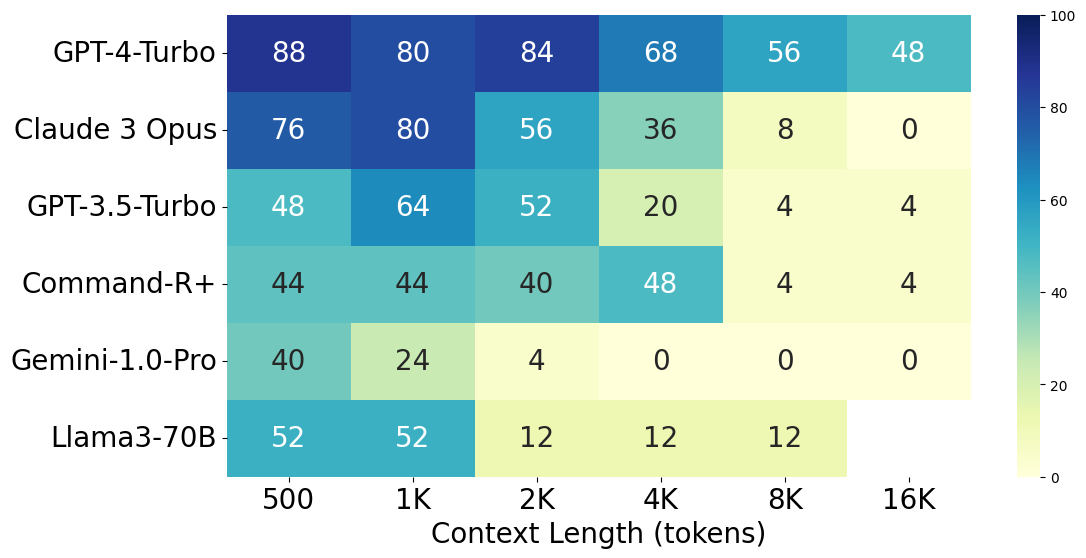 GPT-4-Turbo 88 80 84 68 56 48
Claude 3 Opus 76 80 56 36 8 0
GPT-3.5-Turbo 48 64 52 20 4 4
Command-R+ 44 44 40 48 4 4
Gemini-1.0-Pro 40 24 4 0 0 0
Llama3-70B 52 52 12 12 12
500 1K 2K 4K 8K 16K
Context Length (tokens)
100
80
60
40
20
0